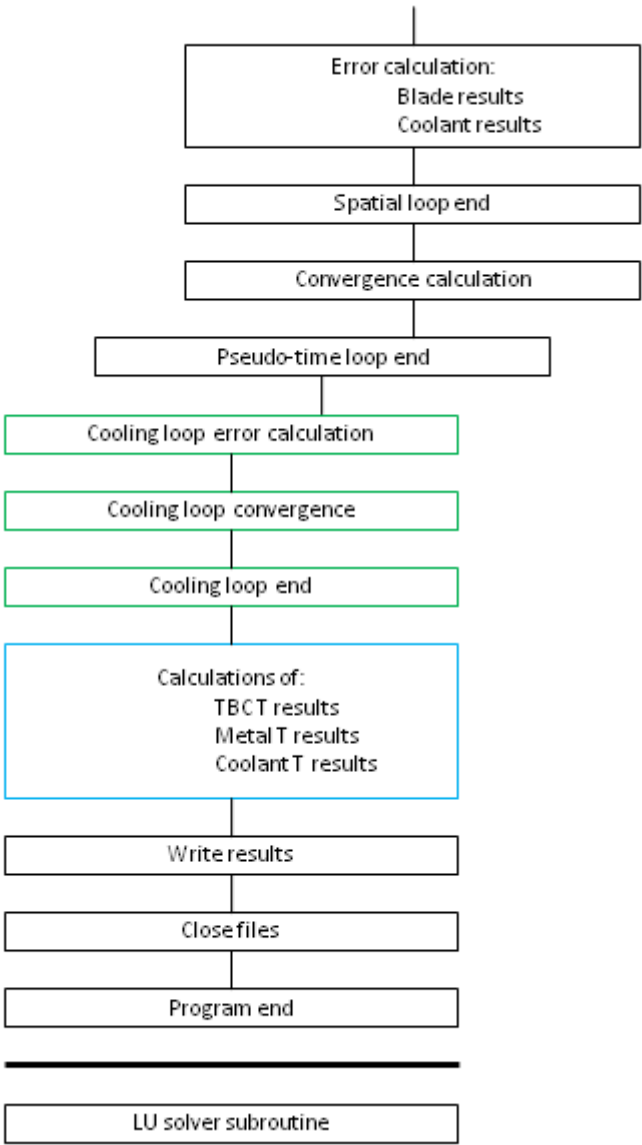 Error calculation:
Blade results
Coolant results
Spatial loop end
Convergence calculation
Pseudo-time loop end
Cooling loop error calculation
Cooling loop convergence
Cooling loop end
Calculations of:
TBC T results
Metal T results
Coolant T results
Write results
Close files
Program end
LU solver subroutine